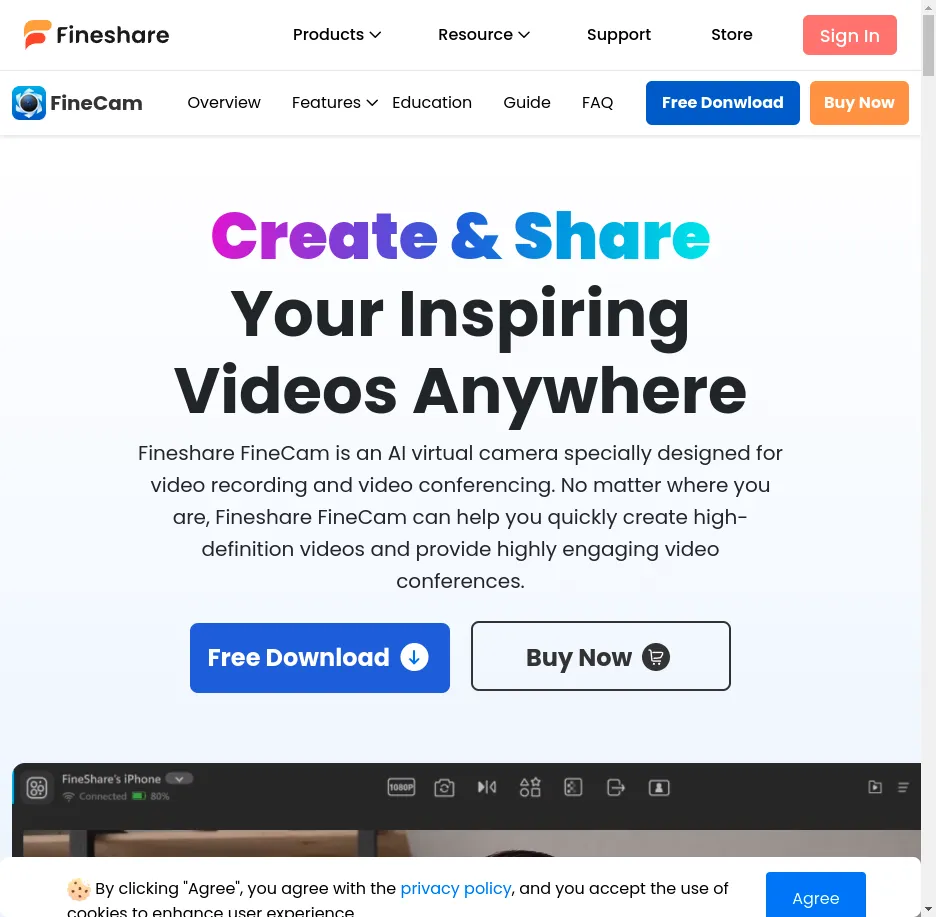 Fineshare
Products
Resource
Support
Store
Sign In
FineCam
Overview
Features
Education
Guide
FAQ
Free Donwload
Buy Now
Create & Share
Your Inspiring
Videos Anywhere
Fineshare FineCam is an AI virtual camera specially designed for
video recording and video conferencing. No matter where you
are, Fineshare FineCam can help you quickly create high-
definition videos and provide highly engaging video
conferences.
Free Download
Buy Now
FineShare's iPhone
Connected 80%
1080P
By clicking "Agree", you agree with the privacy policy, and you accept the use of
cookies to enhance user experience
Agree